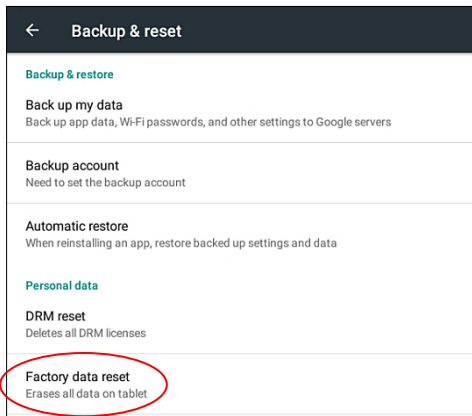 Backup & reset
Backup & restore
Back up my data
Back up app data, Wi-Fi passwords, and other settings to Google servers
Backup account
Need to set the backup account
Automatic restore
When reinstalling an app, restore backed up settings and data
Personal data
DRM reset
Deletes all DRM licenses
Factory data reset
Erases all data on tablet